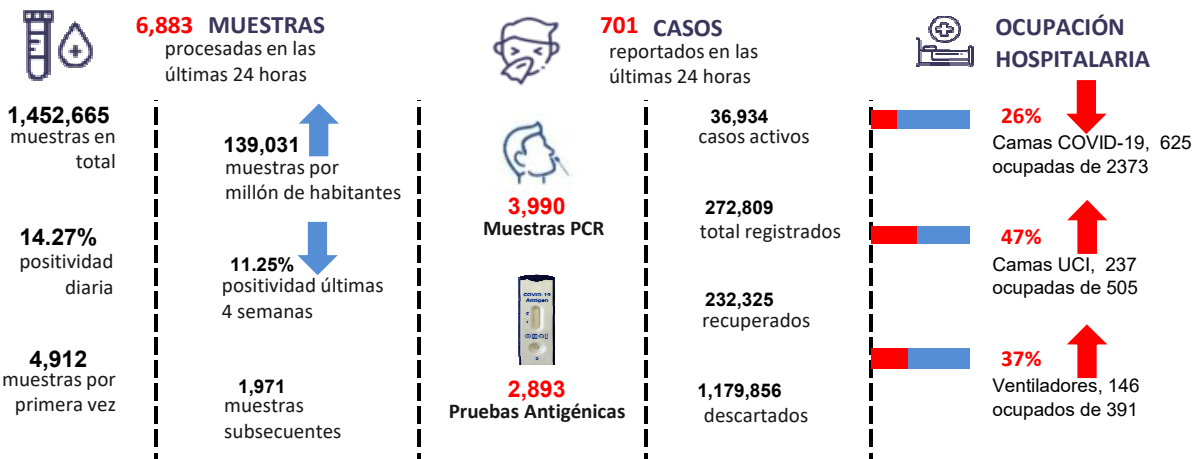 6,883 MUESTRAS
procesadas en las
últimas 24 horas
1,452,665
muestras en
total
14.27%
positividad
diaria
4,912
muestras por
primera vez
139,031
muestras por
millón de habitantes
11.25%
positividad últimas
4 semanas
1,971
muestras
subsecuentes
701 CASOS
reportados en las
últimas 24 horas
3,990
Muestras PCR
COVID-19
Antigen
2,893
Pruebas Antigénicas
36,934
casos activos
272,809
total registrados
232,325
recuperados
1,179,856
descartados
OCUPACIÓN
HOSPITALARIA
26%
Camas COVID-19, 625
ocupadas de 2373
47%
Camas UCI, 237
ocupadas de 505
37%
Ventiladores, 146
ocupados de 391